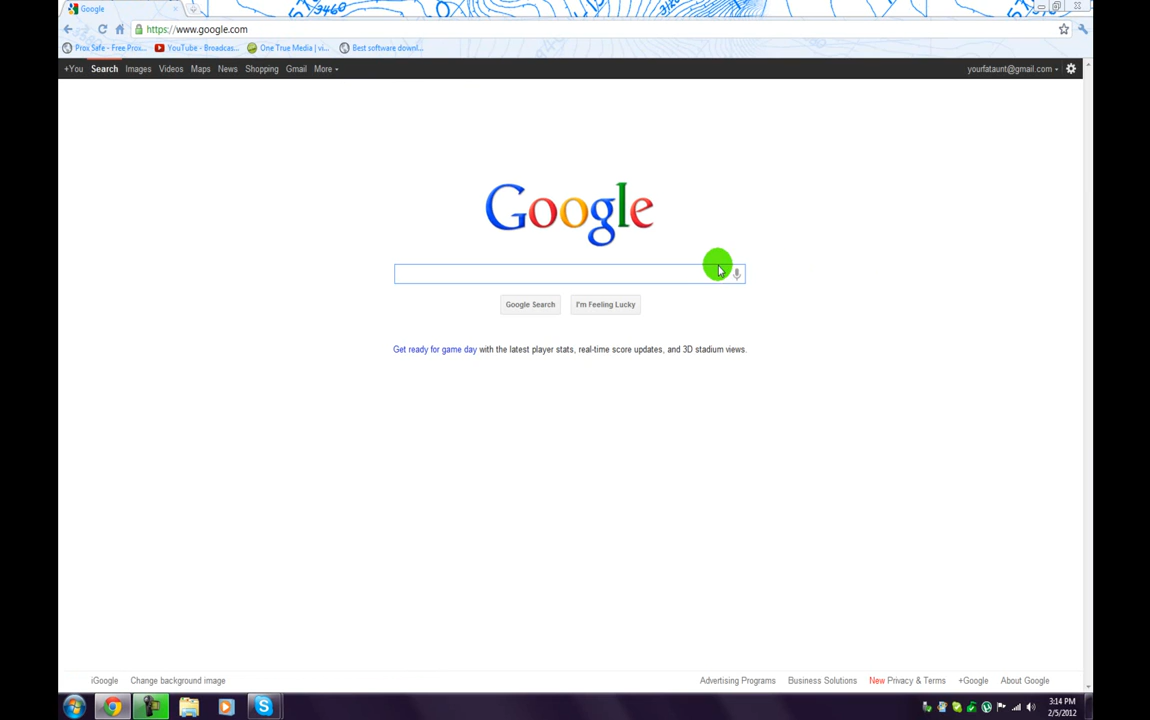 Google
https://www.google.com
Prox Safe - Free Prox... YouTube - Broadcas... One True Media | vi... Best software downl...
+You Search Images Videos Maps News Shopping Gmail More yourfataunt@gmail.com
Google
Google Search I'm Feeling Lucky
Get ready for game day with the latest player stats, real-time score updates, and 3D stadium views.
iGoogle Change background image Advertising Programs Business Solutions New Privacy & Terms +Google About Google
3:14 PM
2/5/2012